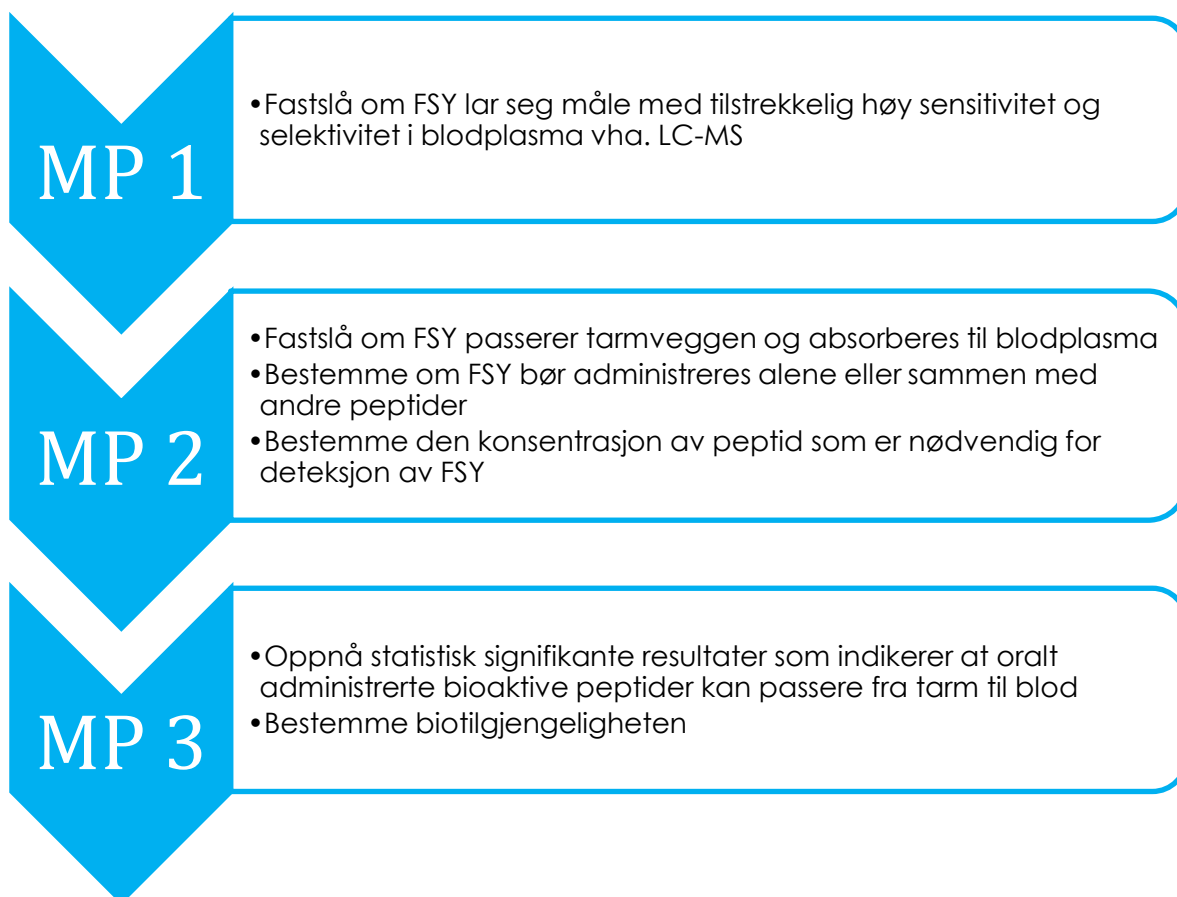 MP 1
•Fastslå om FSY lar seg måle med tilstrekkelig høy sensitivitet og
selektivitet i blodplasma vha. LC-MS
MP 2
•Fastslå om FSY passerer tarmveggen og absorberes til blodplasma
•Bestemme om FSY bør administreres alene eller sammen med
andre peptider
•Bestemme den konsentrasjon av peptid som er nødvendig for
deteksjon av FSY
MP 3
•Oppnå statistisk signifikante resultater som indikerer at oralt
administrerte bioaktive peptider kan passere fra tarm til blod
•Bestemme biotilgjengeligheten